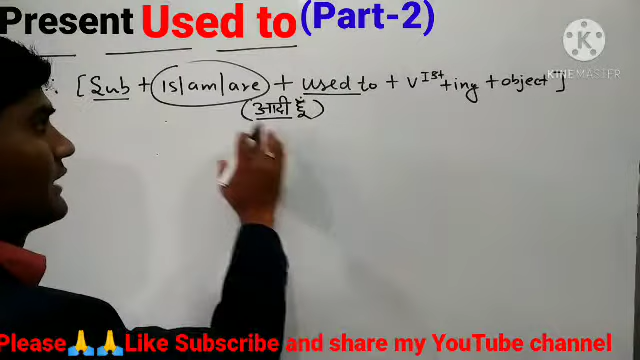 Present Used to (Part-2)
KINEMASTER
: [Sub + Is|am|are + used to + V Ist + ing + object]
(आदी हूँ)
Please🙏🙏Like Subscribe and share my YouTube channel